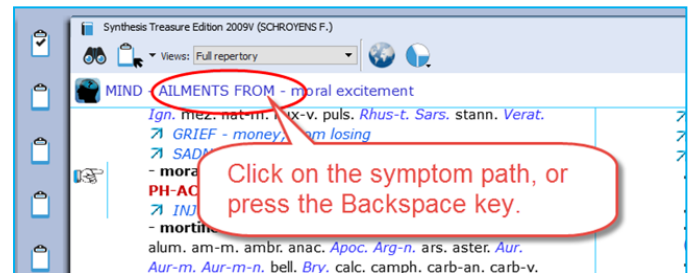 Synthesis Treasure Edition 2009V (SCHROYENS F.)
Views: Full repertory
MIND - AILMENTS FROM - moral excitement
Ign. mez. nat-m. nux-v. puls. Rhus-t. Sars. stann. Verat.
GRIEF - money, from losing
SADN
- mora
PH-AC
INJ
- mortif
alum. am-m. ambr. anac. Apoc. Arg-n. ars. aster. Aur.
Aur-m. Aur-m-n. bell. Bry. calc. camph. carb-an. carb-v.
Click on the symptom path, or
press the Backspace key.